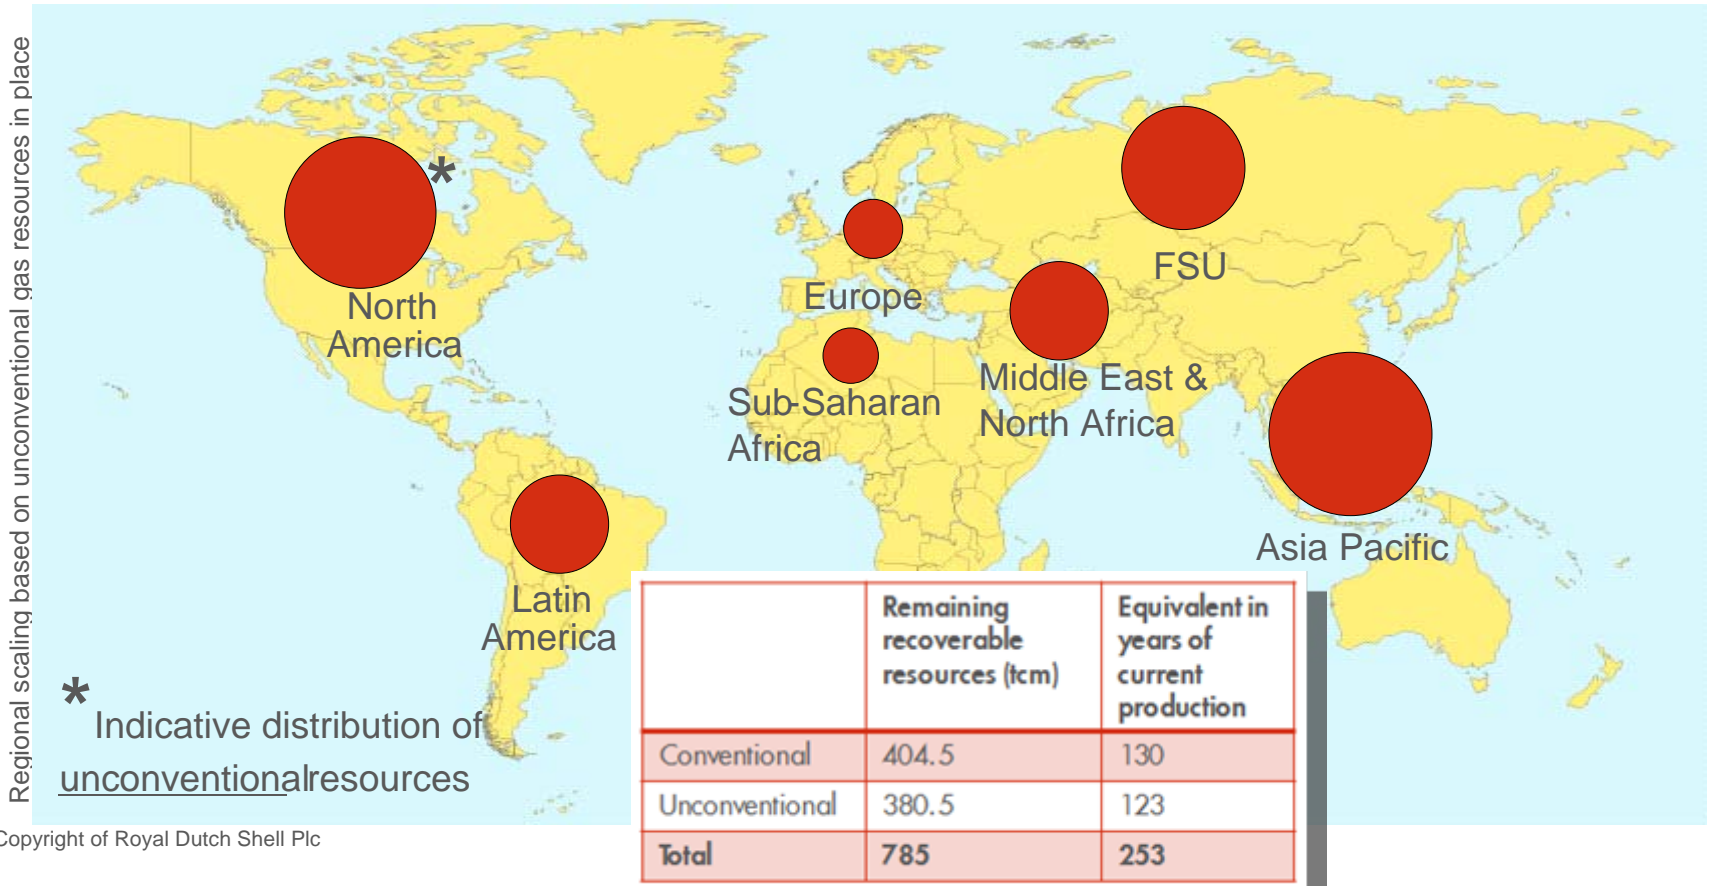 Regional scaling based on unconventional gas resources in place
*
North
America
Europe
FSU
Sub-Saharan
Africa
Middle East &
North Africa
Asia Pacific
Latin
America
*
Indicative distribution of
unconventionalresources
Remaining
recoverable
resources (tcm)
Equivalent in
years of
current
production
Conventional 404.5 130
Unconventional 380.5 123
Total 785 253
Copyright of Royal Dutch Shell Plc